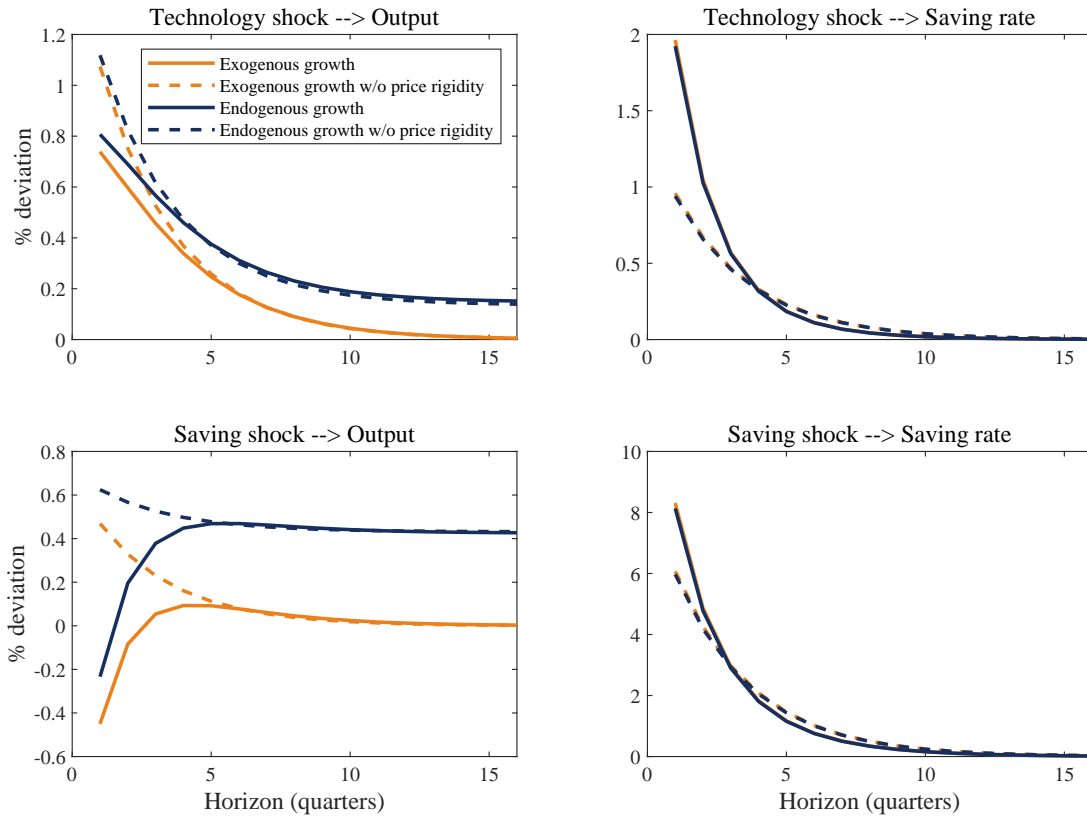 Technology shock --> Output
1.2
1
0.8
0.6
0.4
0.2
0
% deviation
Exogenous growth
Exogenous growth w/o price rigidity
Endogenous growth
Endogenous growth w/o price rigidity
0 5 10 15
Technology shock --> Saving rate
2
1.5
1
0.5
0
0 5 10 15
Saving shock --> Output
0.8
0.6
0.4
0.2
0
-0.2
-0.4
-0.6
% deviation
0 5 10 15
Horizon (quarters)
Saving shock --> Saving rate
10
8
6
4
2
0
0 5 10 15
Horizon (quarters)